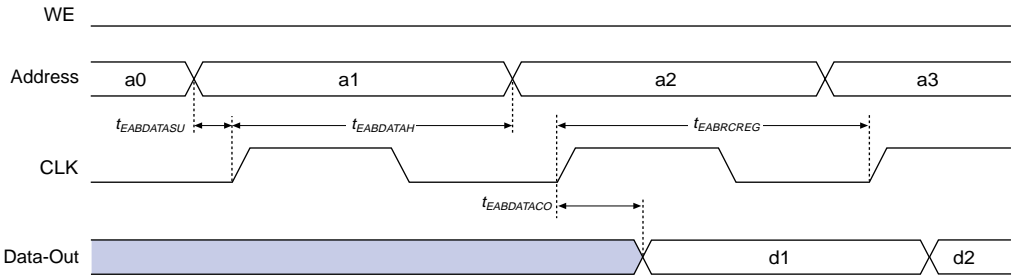 WE
Address a0 a1 a2 a3
tEABDATASU tEABDATAH tEABRCREG
CLK
tEABDATACO
Data-Out d1 d2